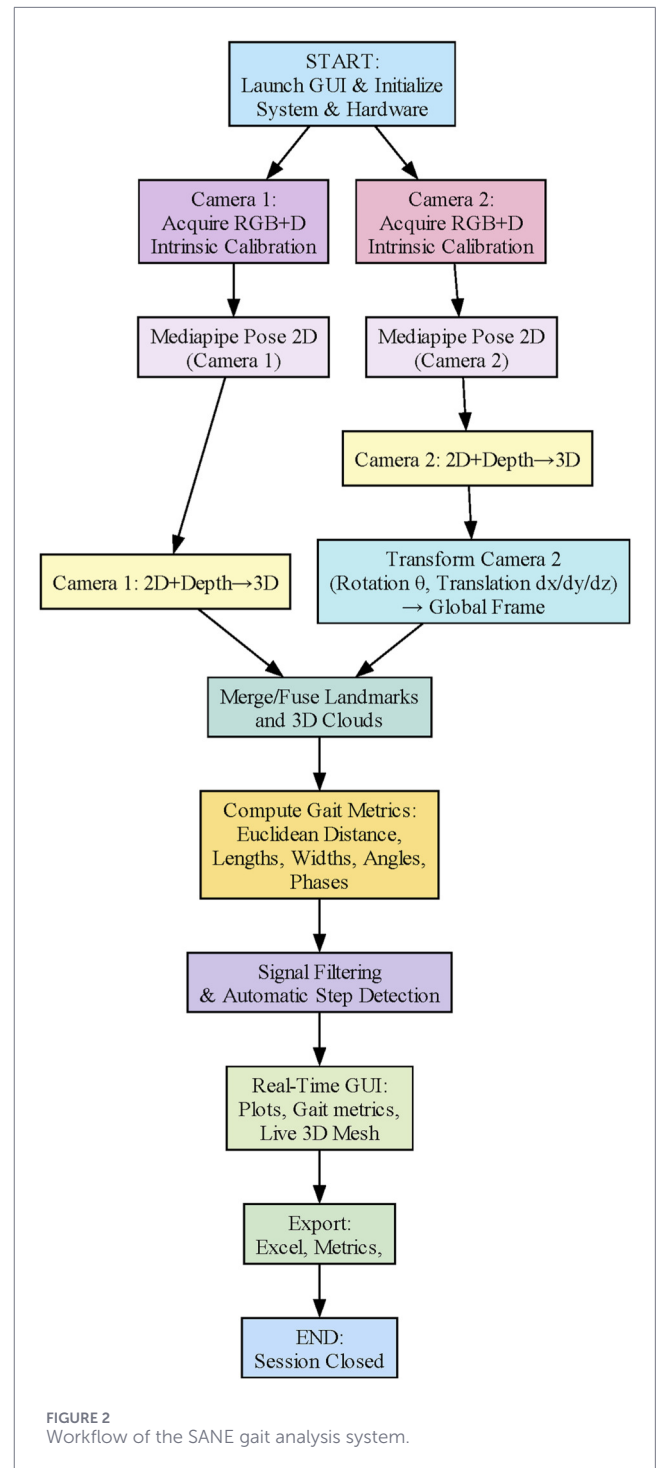 START:
Launch GUI & Initialize
System & Hardware
Camera 1:
Acquire RGB+D
Intrinsic Calibration
Camera 2:
Acquire RGB+D
Intrinsic Calibration
Mediapipe Pose 2D
(Camera 1)
Mediapipe Pose 2D
(Camera 2)
Camera 2: 2D+Depth→3D
Camera 1: 2D+Depth→3D
Transform Camera 2
(Rotation θ, Translation dx/dy/dz)
→ Global Frame
Merge/Fuse Landmarks
and 3D Clouds
Compute Gait Metrics:
Euclidean Distance,
Lengths, Widths, Angles,
Phases
Signal Filtering
& Automatic Step Detection
Real-Time GUI:
Plots, Gait metrics,
Live 3D Mesh
Export:
Excel, Metrics,
END:
Session Closed
FIGURE 2
Workflow of the SANE gait analysis system.